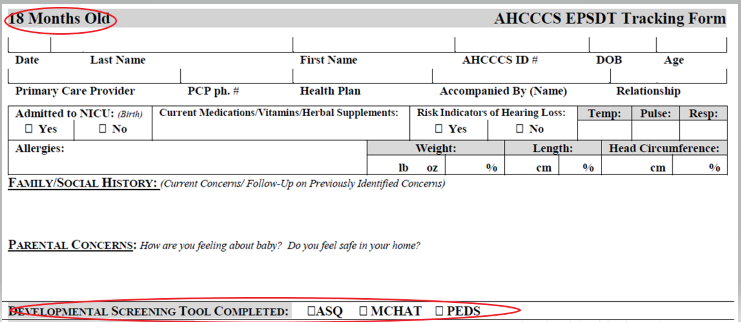 18 Months Old AHCCCS EPSDT Tracking Form
Date Last Name First Name AHCCCS ID # DOB Age
Primary Care Provider PCP ph. # Health Plan Accompanied By (Name) Relationship
Admitted to NICU: (Birth) Current Medications/Vitamins/Herbal Supplements: Risk Indicators of Hearing Loss: Temp: Pulse: Resp:
☐ Yes ☐ No ☐ Yes ☐ No
Allergies: Weight: Length: Head Circumference:
lb oz % cm % cm %
FAMILY/SOCIAL HISTORY: (Current Concerns/ Follow-Up on Previously Identified Concerns)
PARENTAL CONCERNS: How are you feeling about baby? Do you feel safe in your home?
DEVELOPMENTAL SCREENING TOOL COMPLETED: ☐ASQ ☐ MCHAT ☐ PEDS